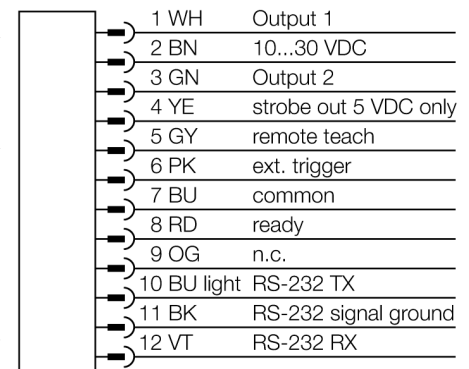 1 WH Output 1
2 BN 10...30 VDC
3 GN Output 2
4 YE strobe out 5 VDC only
5 GY remote teach
6 PK ext. trigger
7 BU common
8 RD ready
9 OG n.c.
10 BU light RS-232 TX
11 BK RS-232 signal ground
12 VT RS-232 RX